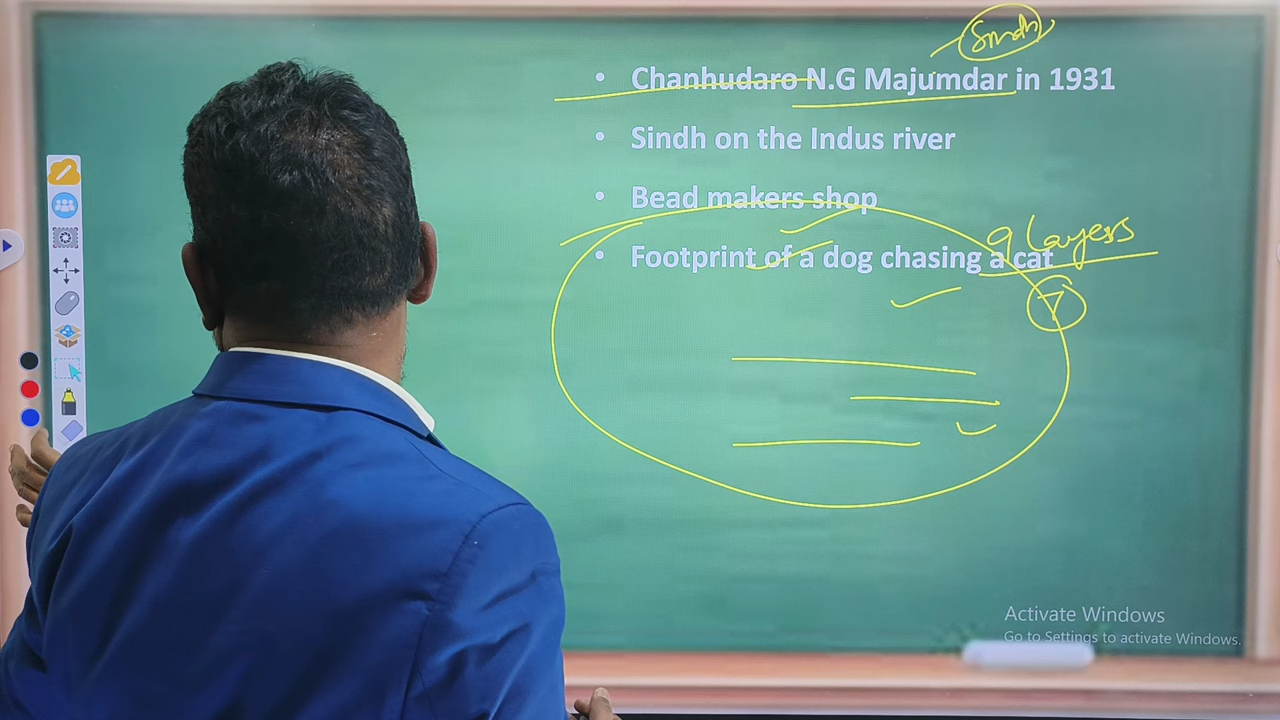 Sindh
• Chanhudaro N.G Majumdar in 1931
• Sindh on the Indus river
• Bead makers shop
9 layers
• Footprint of a dog chasing a cat
7
Activate Windows
Go to Settings to activate Windows.